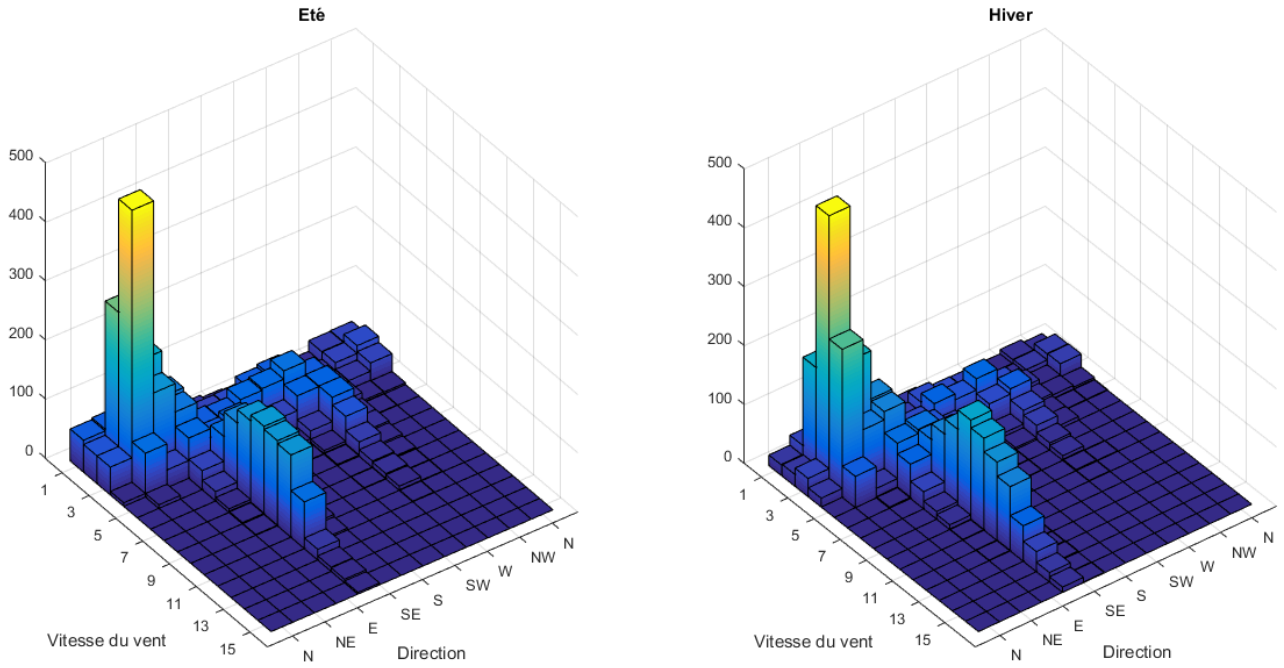 Eté
500
400
300
200
100
0
1
3
5
7
9
11
13
15
Vitesse du vent
N
NE
E
SE
S
SW
W
NW
N
Direction
Hiver
500
400
300
200
100
0
1
3
5
7
9
11
13
15
Vitesse du vent
N
NE
E
SE
S
SW
W
NW
N
Direction